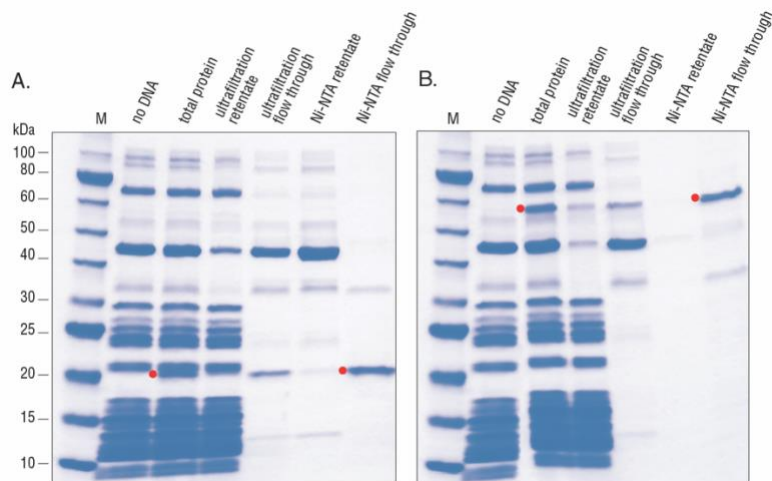 A.
M
no DNA
total protein
ultrafiltration
retentate
ultrafiltration
flow through
Ni-NTA retentate
Ni-NTA flow through
kDa
100
80
60
50
40
30
25
20
15
10
B.
M
no DNA
total protein
ultrafiltration
retentate
ultrafiltration
flow through
Ni-NTA retentate
Ni-NTA flow through